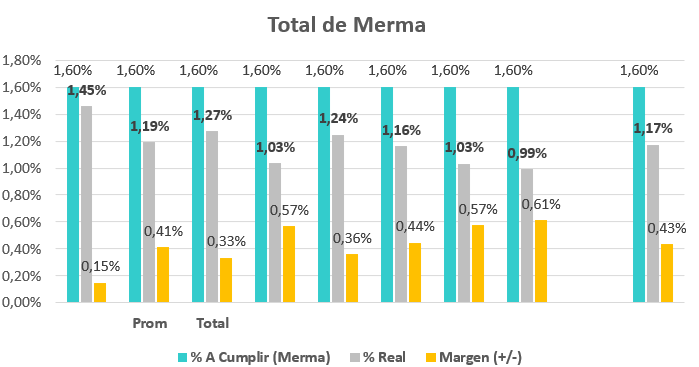 Total de Merma
1,80%
1,60%
1,40%
1,20%
1,00%
0,80%
0,60%
0,40%
0,20%
0,00%
1,60% 1,60% 1,60% 1,60% 1,60% 1,60% 1,60% 1,60% 1,60%
1,45% 1,19% 1,27% 1,03% 1,24% 1,16% 1,03% 0,99% 1,17%
0,15% 0,41% 0,33% 0,57% 0,36% 0,44% 0,57% 0,61% 0,43%
Prom Total
% A Cumplir (Merma) % Real Margen (+/-)